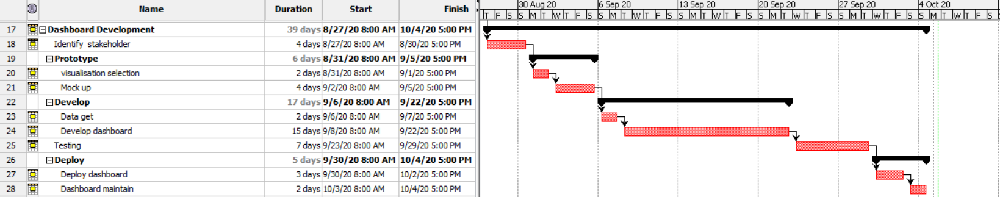 Name Duration Start Finish 30 Aug 20 6 Sep 20 13 Sep 20 20 Sep 20 27 Sep 20 4 Oct 20
T F S S M T W T F S S M T W T F S S M T W T F S S M T W T F S S M T W T F S S M T W T F S
17 Dashboard Development 39 days 8/27/20 8:00 AM 10/4/20 5:00 PM
18 Identify stakeholder 4 days 8/27/20 8:00 AM 8/30/20 5:00 PM
19 Prototype 6 days 8/31/20 8:00 AM 9/5/20 5:00 PM
20 visualisation selection 2 days 8/31/20 8:00 AM 9/1/20 5:00 PM
21 Mock up 4 days 9/2/20 8:00 AM 9/5/20 5:00 PM
22 Develop 17 days 9/6/20 8:00 AM 9/22/20 5:00 PM
23 Data get 2 days 9/6/20 8:00 AM 9/7/20 5:00 PM
24 Develop dashboard 15 days 9/8/20 8:00 AM 9/22/20 5:00 PM
25 Testing 7 days 9/23/20 8:00 AM 9/29/20 5:00 PM
26 Deploy 5 days 9/30/20 8:00 AM 10/4/20 5:00 PM
27 Deploy dashboard 3 days 9/30/20 8:00 AM 10/2/20 5:00 PM
28 Dashboard maintain 2 days 10/3/20 8:00 AM 10/4/20 5:00 PM